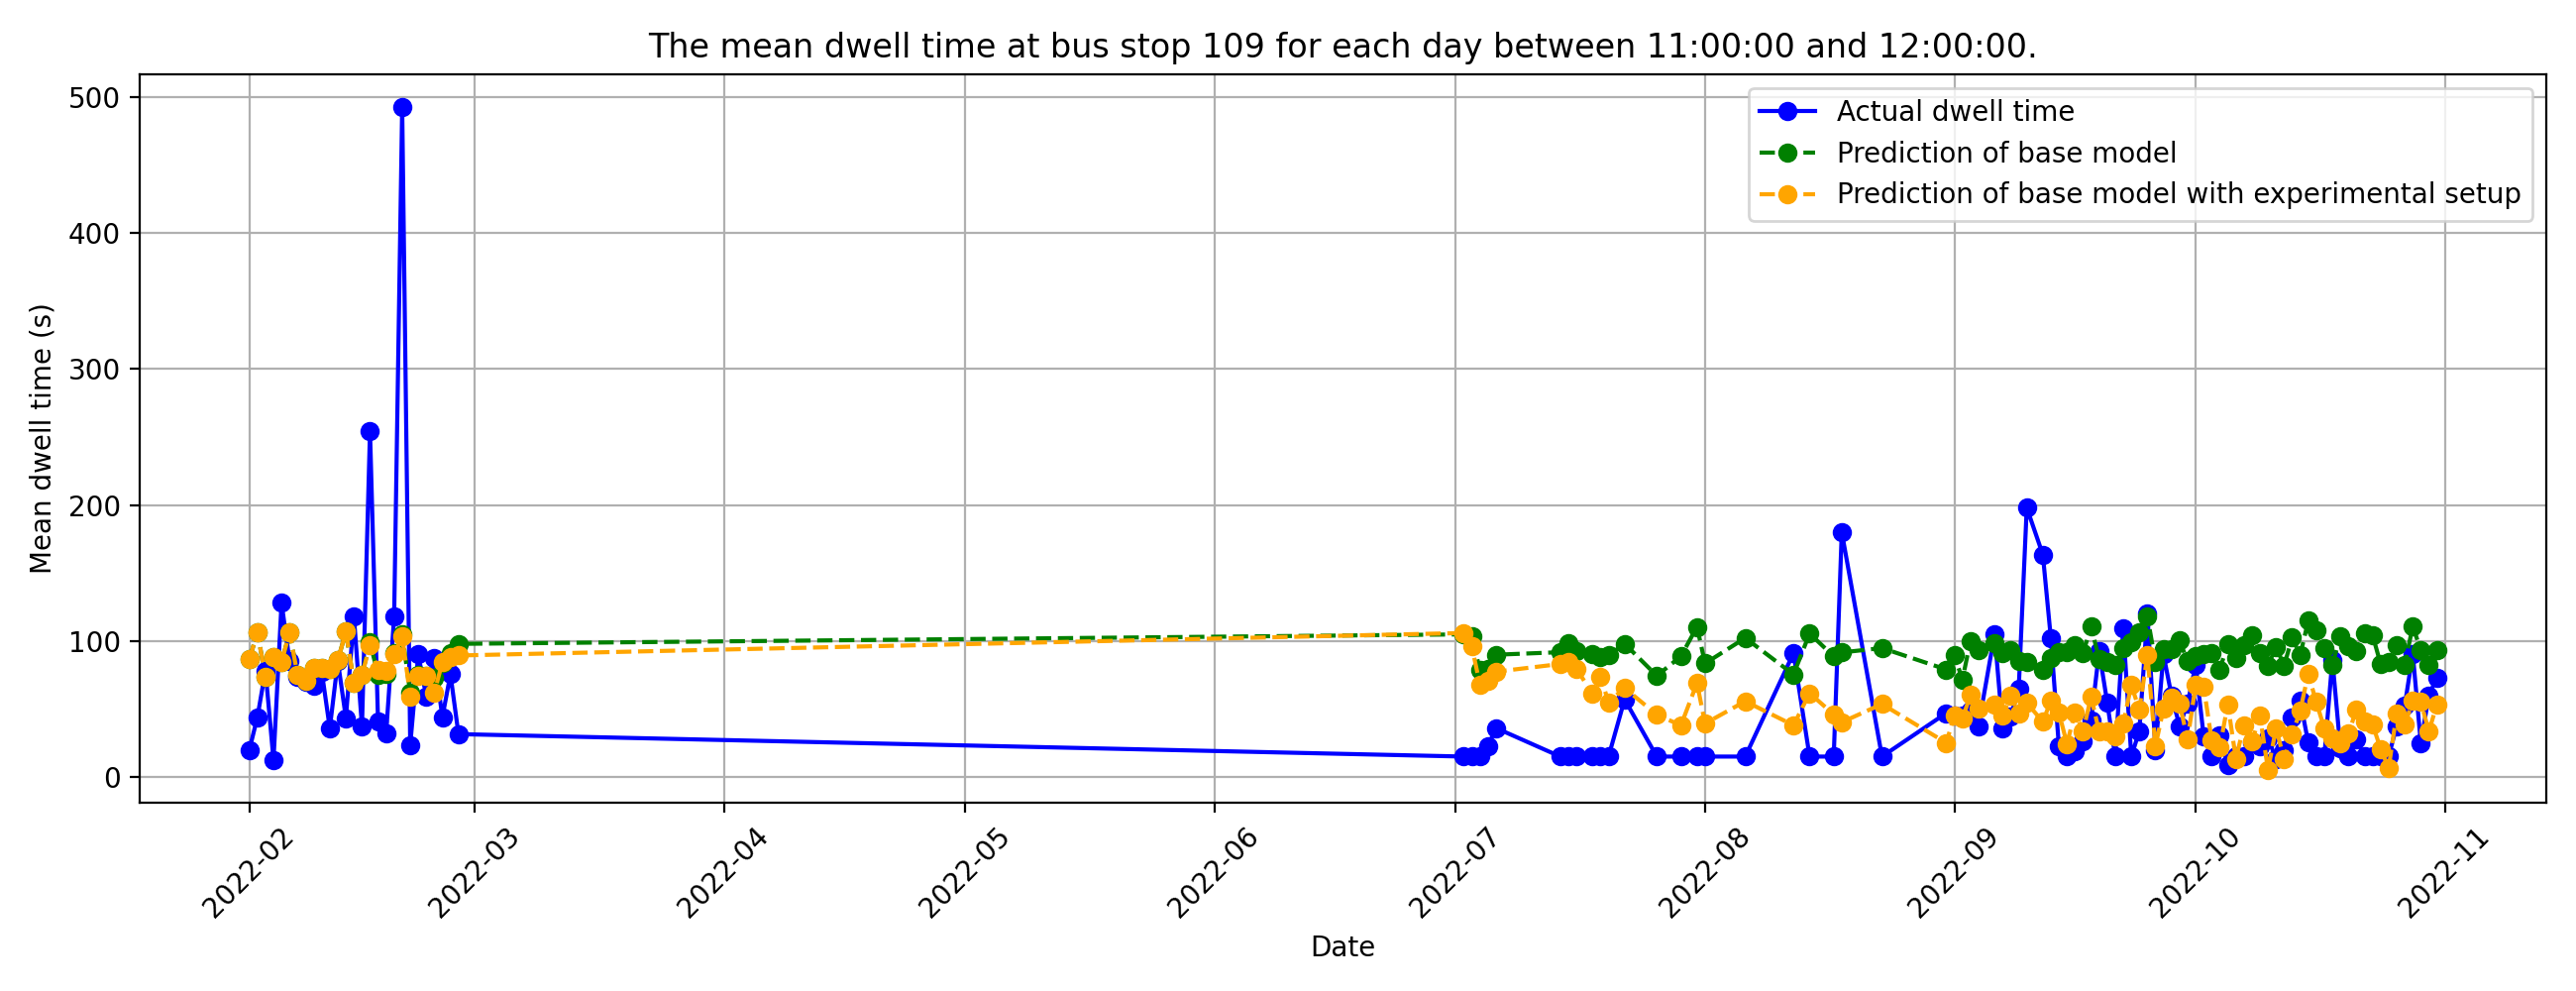 The mean dwell time at bus stop 109 for each day between 11:00:00 and 12:00:00.
500
400
300
200
100
0
Mean dwell time (s)
Actual dwell time
Prediction of base model
Prediction of base model with experimental setup
2022-02
2022-03
2022-04
2022-05
2022-06
2022-07
2022-08
2022-09
2022-10
2022-11
Date